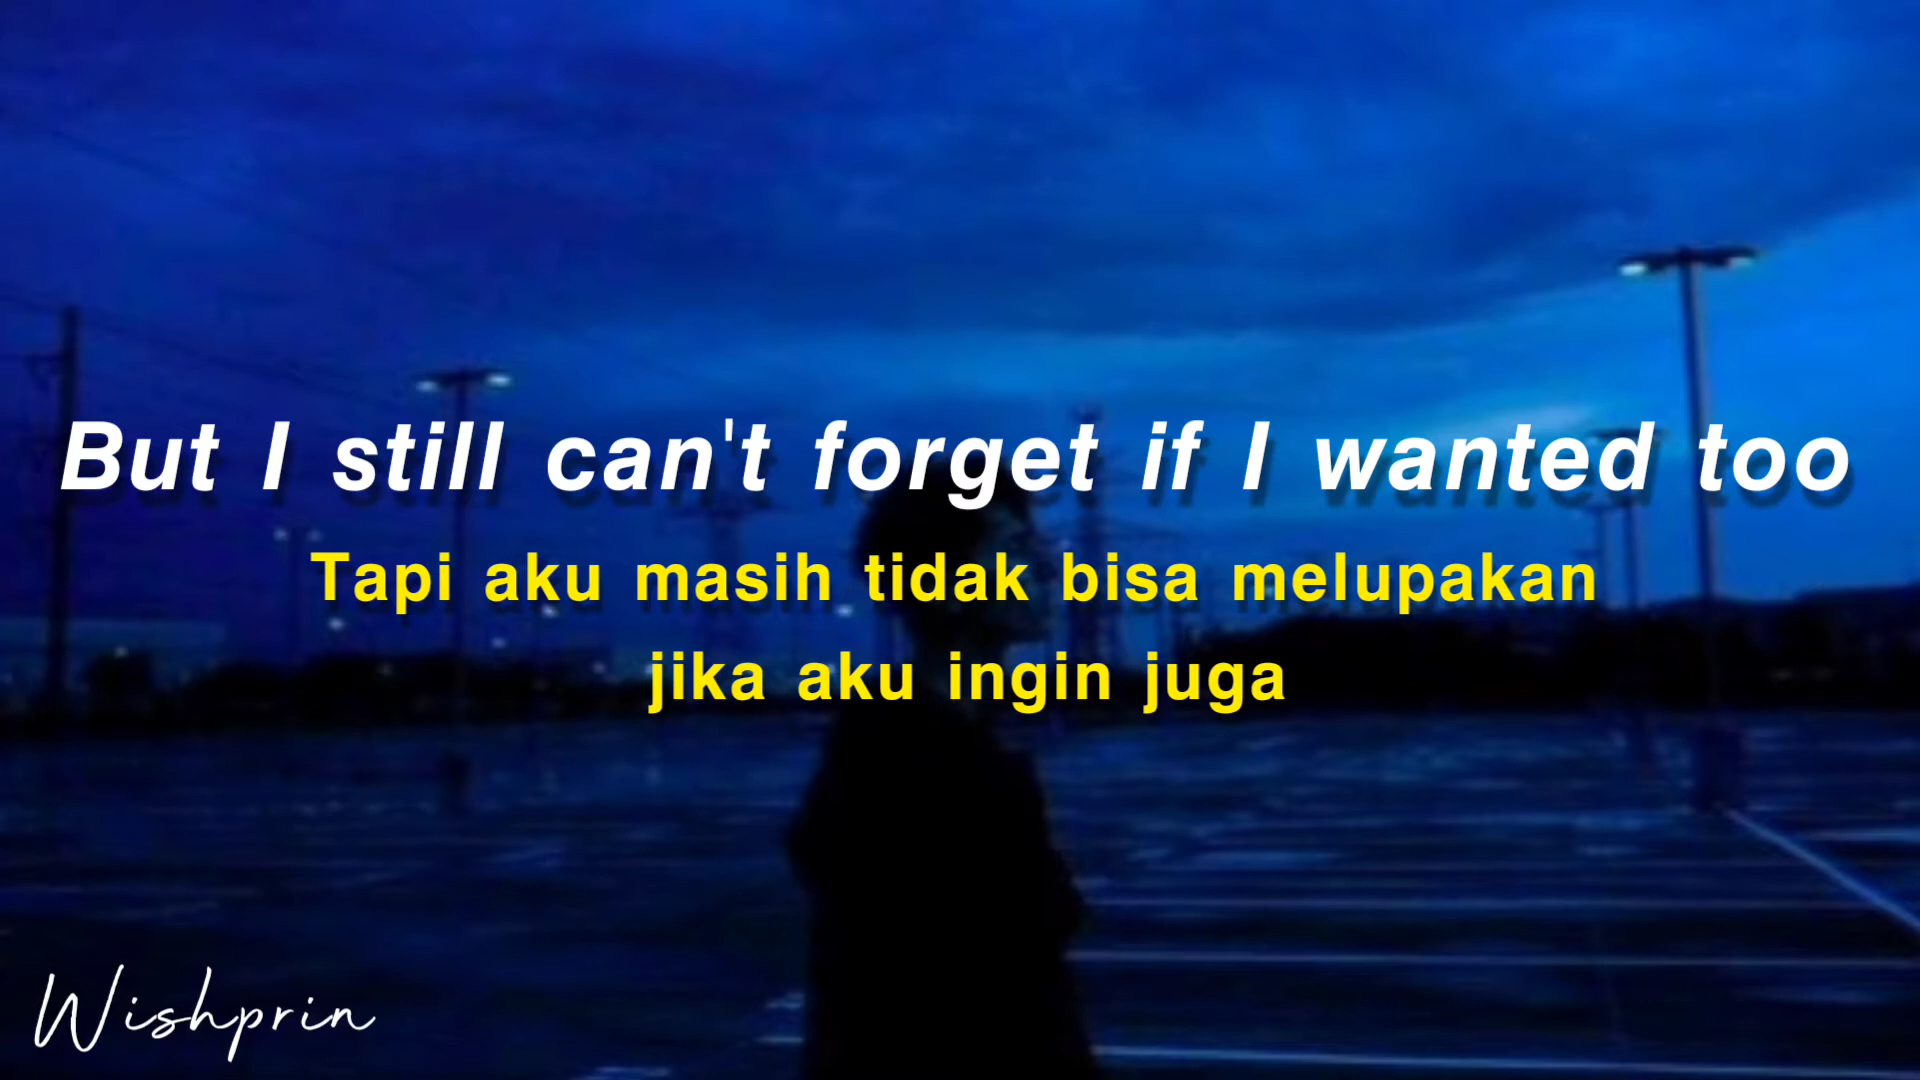 But I still can't forget if I wanted too
Tapi aku masih tidak bisa melupakan
jika aku ingin juga
Wishprin